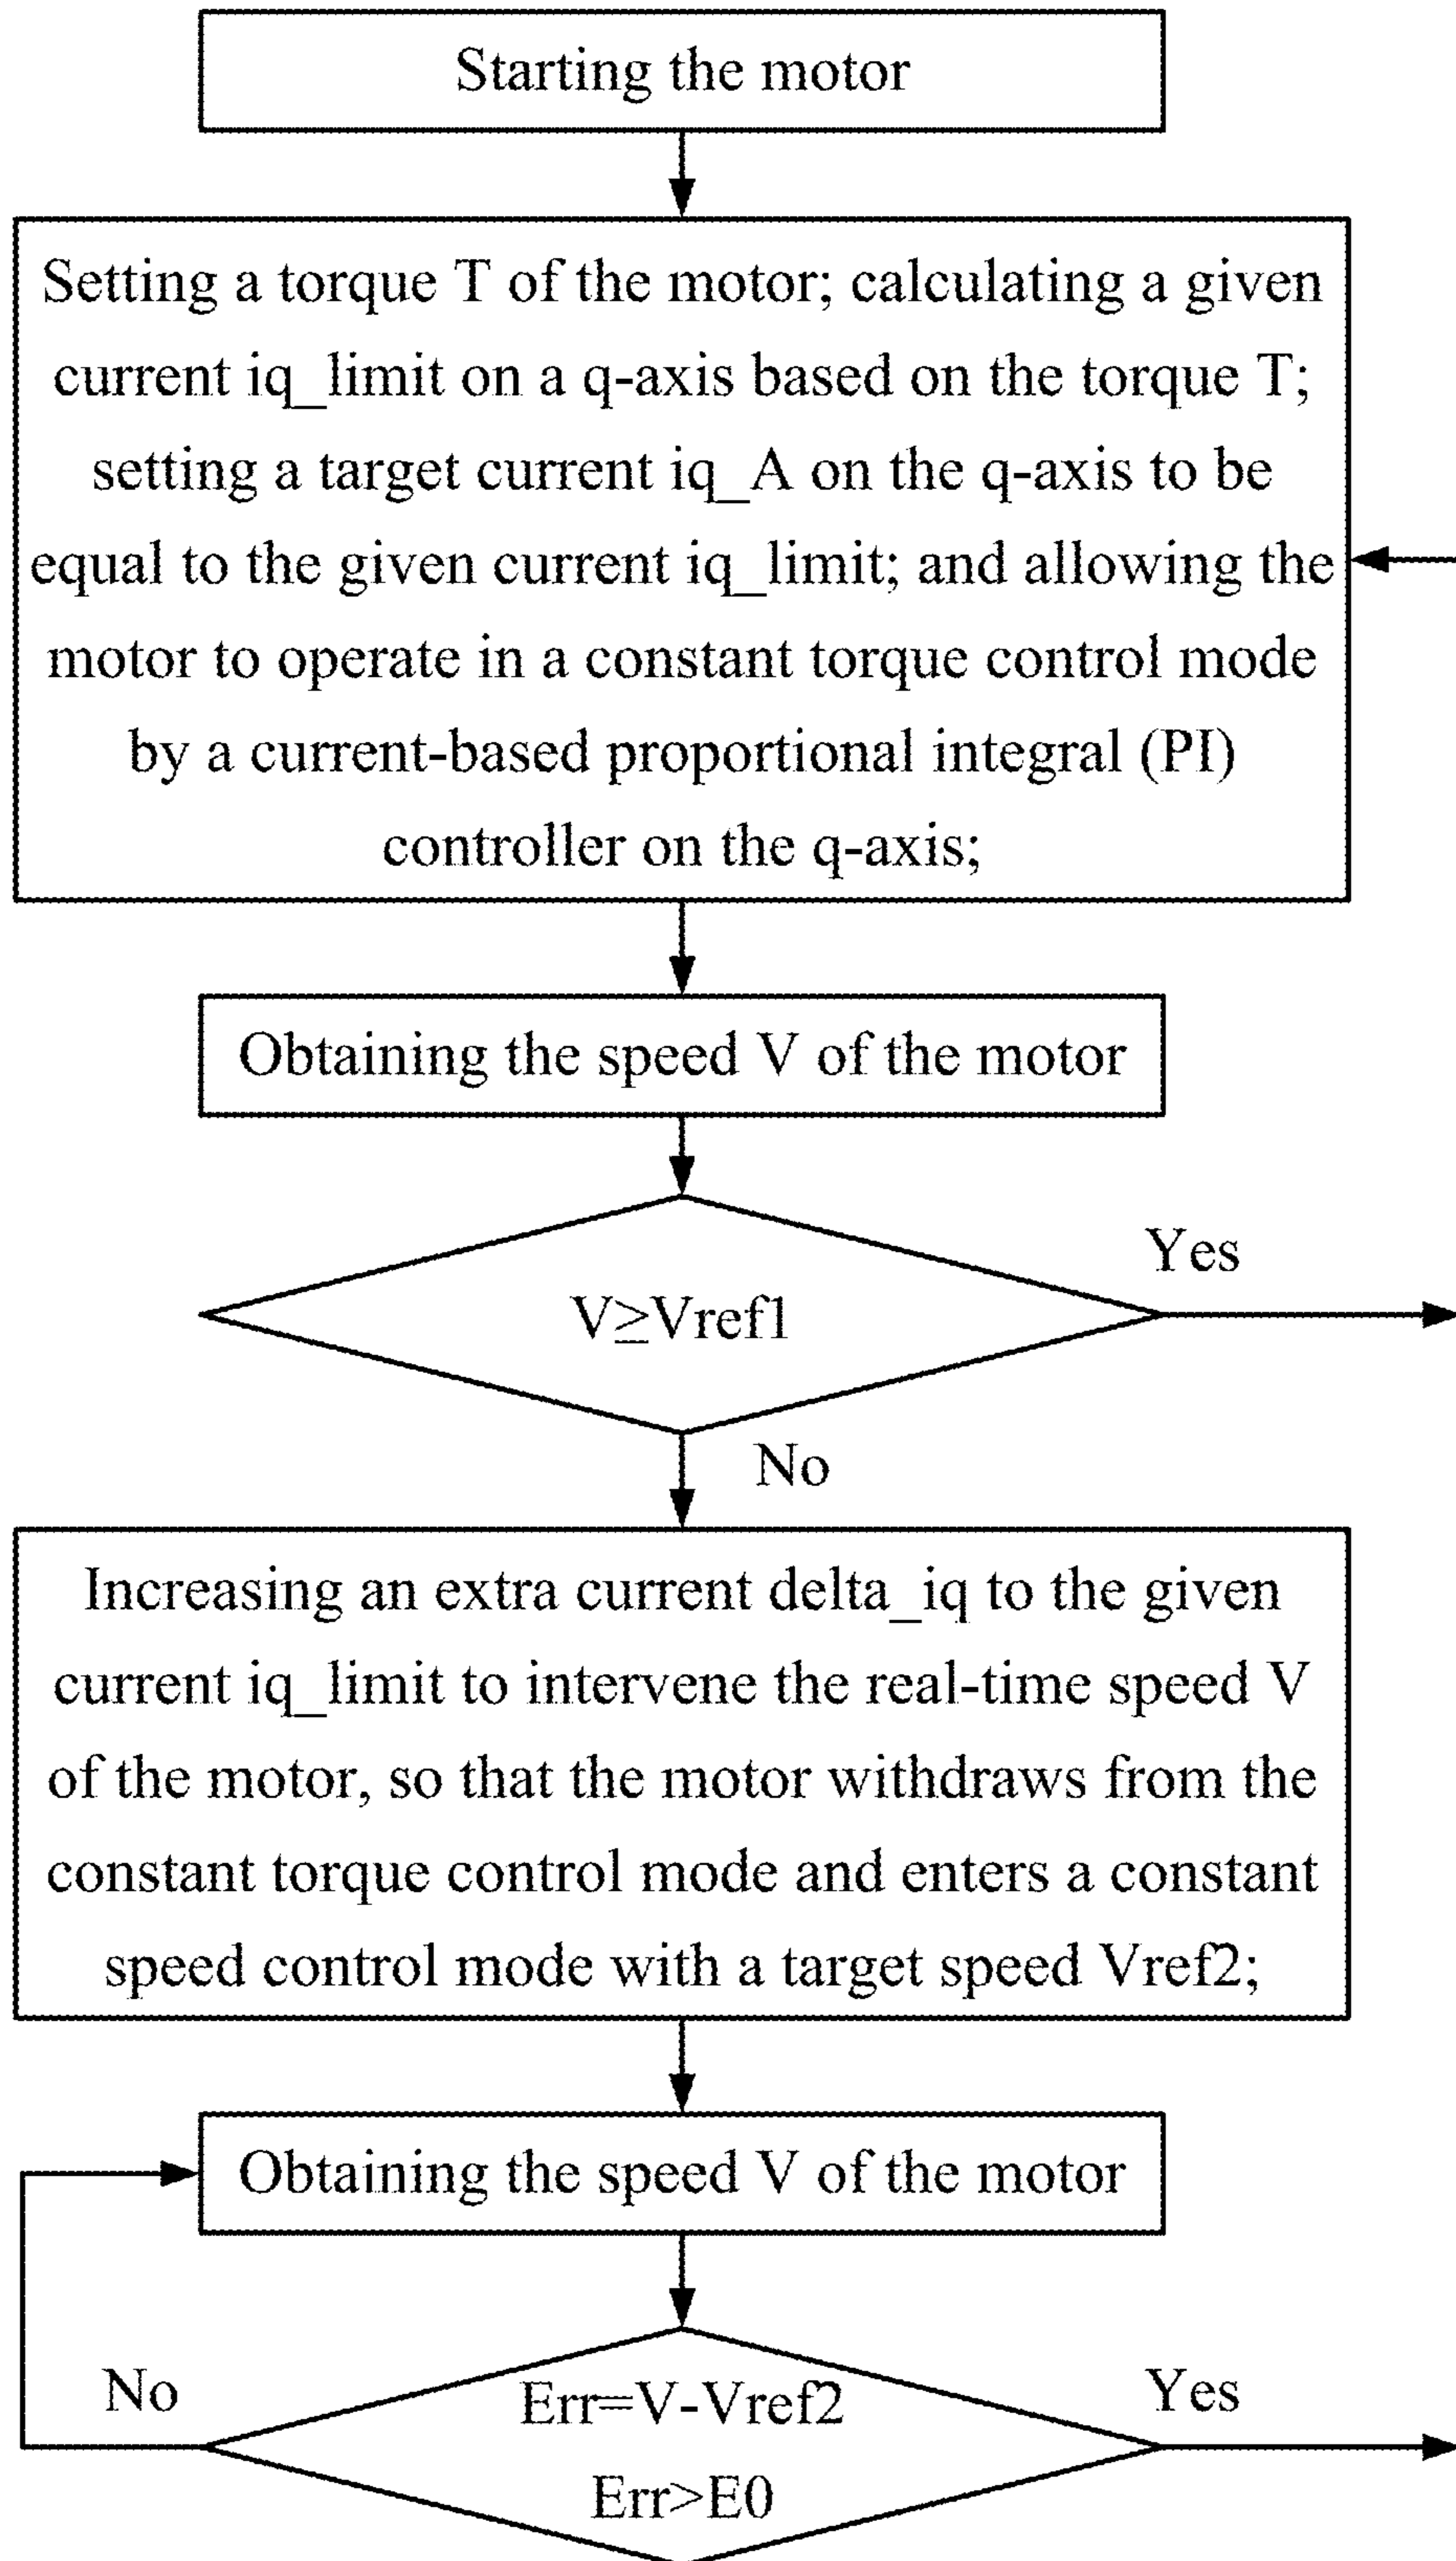 Starting the motor
Setting a torque T of the motor; calculating a given
current iq_limit on a q-axis based on the torque T;
setting a target current iq_A on the q-axis to be
equal to the given current iq_limit; and allowing the
motor to operate in a constant torque control mode
by a current-based proportional integral (PI)
controller on the q-axis;
Obtaining the speed V of the motor
V≥Vref1
Yes
No
Increasing an extra current delta_iq to the given
current iq_limit to intervene the real-time speed V
of the motor, so that the motor withdraws from the
constant torque control mode and enters a constant
speed control mode with a target speed Vref2;
Obtaining the speed V of the motor
No
Err=V-Vref2
Yes
Err>E0